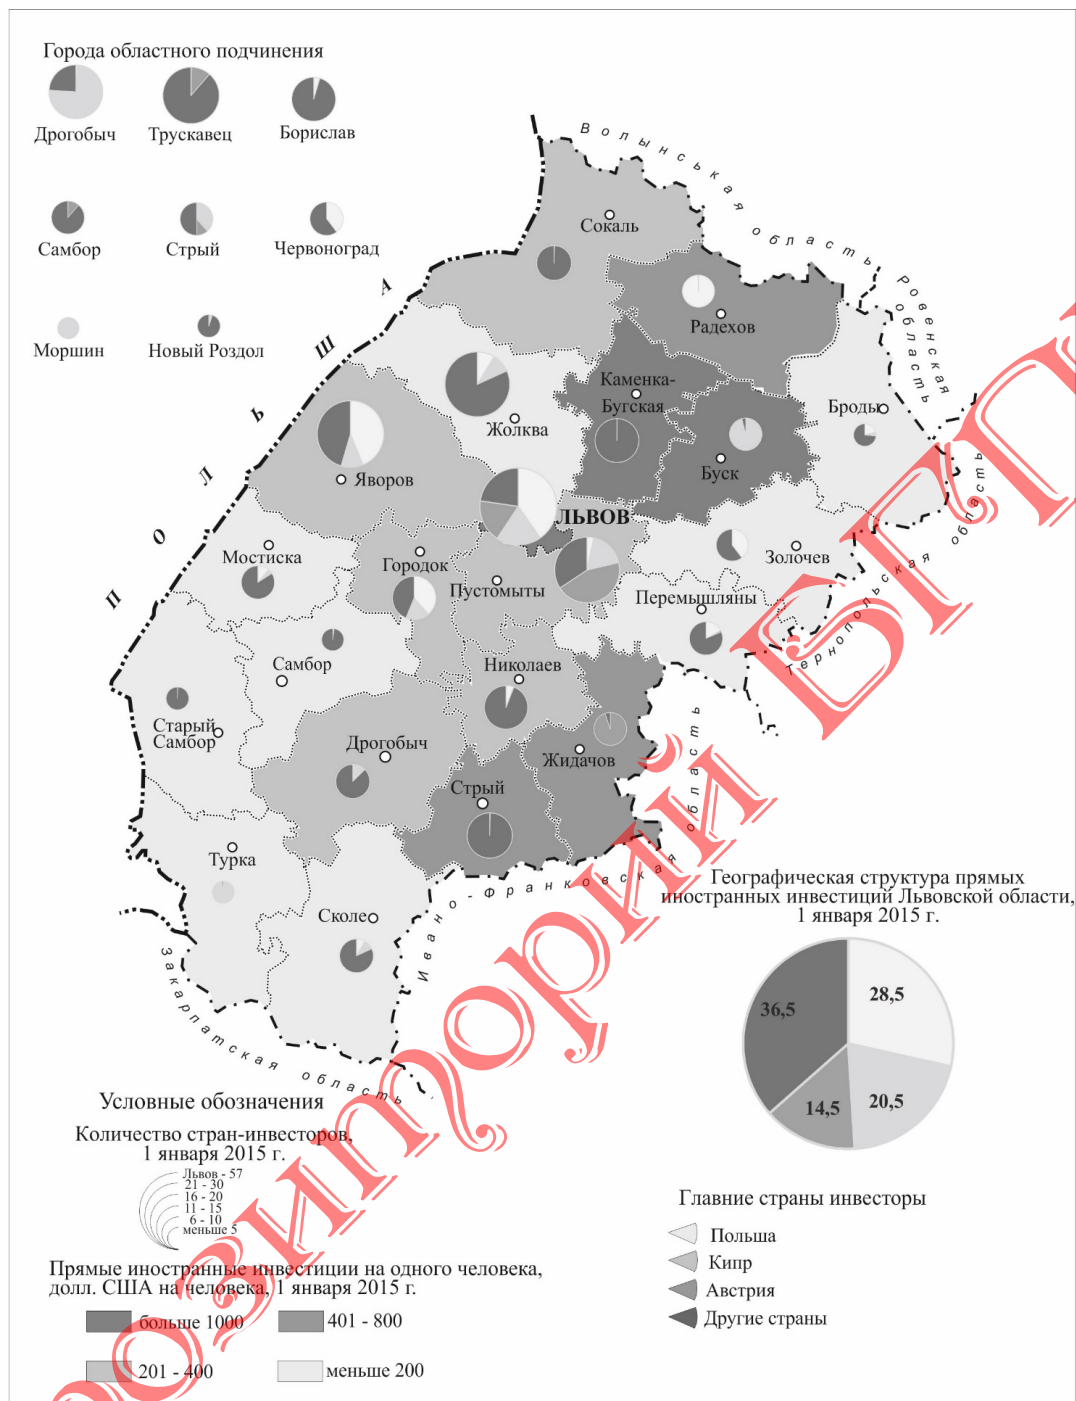 Города областного подчинения
Дрогобыч
Трускавец
Борислав
Самбор
Стрый
Червоноград
Моршин
Новый Роздол
Волынськая область
Ровенская
область
Тернопольская область
Ивано-Франковская область
Закарпатская область
ПОЛЬША
Сокаль
Радехов
Каменка-
Бугская
Броды
Жолква
Буск
Яворов
ЛЬВОВ
Золочев
Мостиска
Городок
Пустомыты
Перемышляны
Самбор
Николаев
Старый
Самбор
Дрогобыч
Жидачов
Стрый
Турка
Сколе
Географическая структура прямых
иностранных инвестиций Львовской области,
1 января 2015 г.
36,5
28,5
14,5
20,5
Условные обозначения
Количество стран-инвесторов,
1 января 2015 г.
Львов - 57
21 - 30
16 - 20
11 - 15
6 - 10
меньше 5
Главние страны инвесторы
Польша
Кипр
Австрия
Другие страны
Прямые иностранные инвестиции на одного человека,
долл. США на человека, 1 января 2015 г.
больше 1000
401 - 800
201 - 400
меньше 200
озиторий БГП